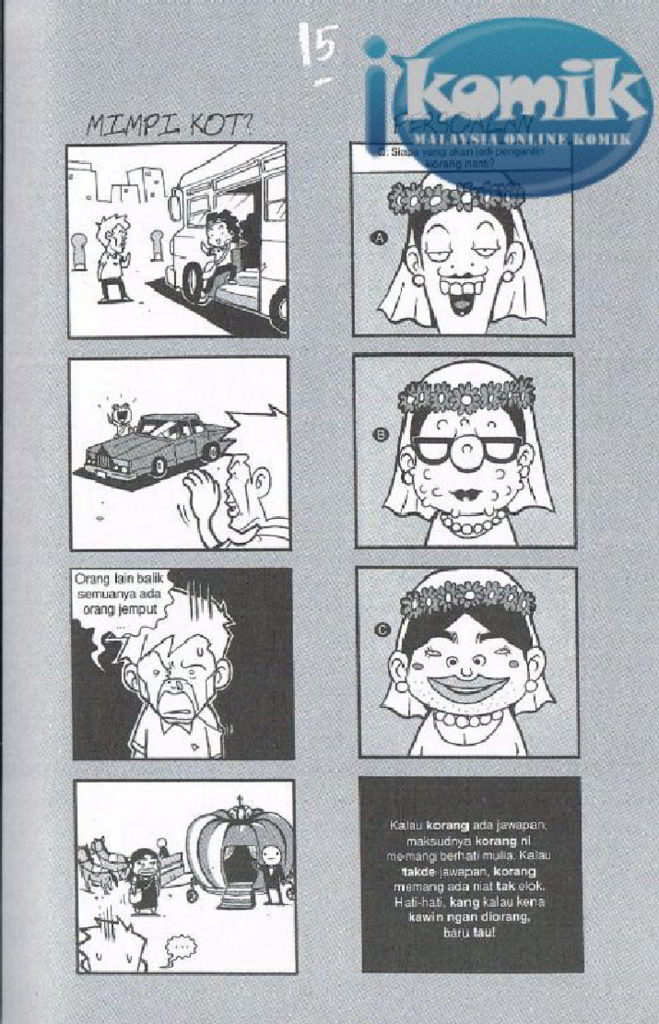 15
MIMPI KOT?
Orang lain balik
semuanya ada
orang jemput
...
....
ikomik
MALAYSIA ONLINE KOMIK
PERSOALAN
Q: Siapa yang akan jadi pengantin
korang nanti?
A
B
C
Kalau korang ada jawapan,
maksudnya korang ni
memang berhati mulia. Kalau
takde jawapan, korang
memang ada niat tak elok.
Hati-hati, kang kalau kena
kawin ngan diorang,
baru tau!